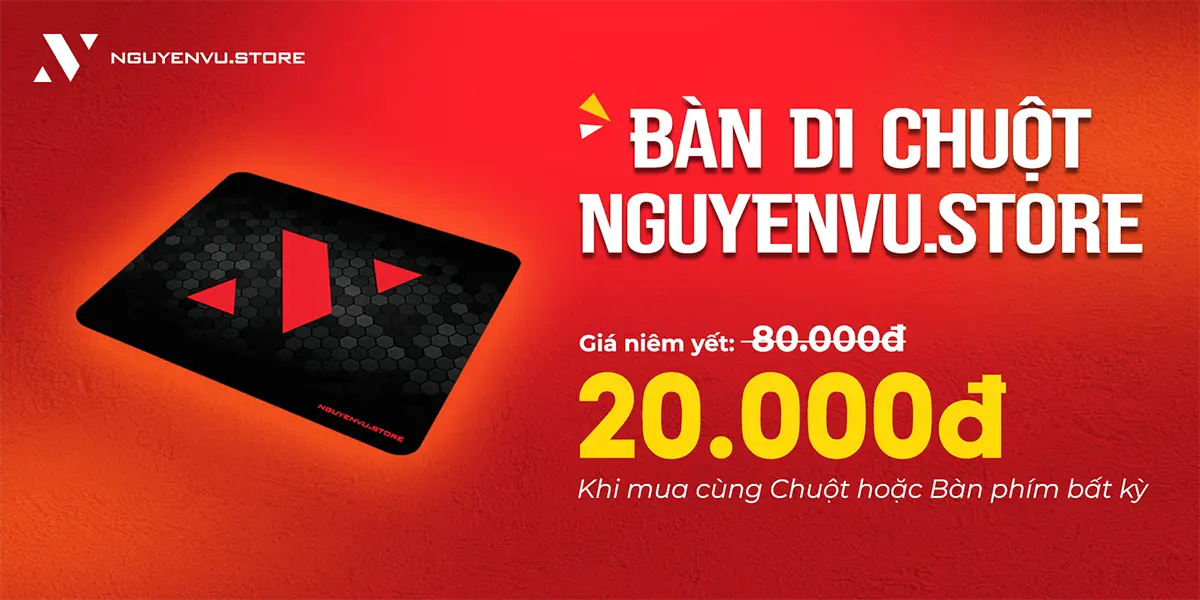 NGUYENVU.STORE
BÀN DI CHUỘT
NGUYENVU.STORE
Giá niêm yết: 80.000đ
20.000đ
Khi mua cùng Chuột hoặc Bàn phím bất kỳ
NGUYENVU.STORE